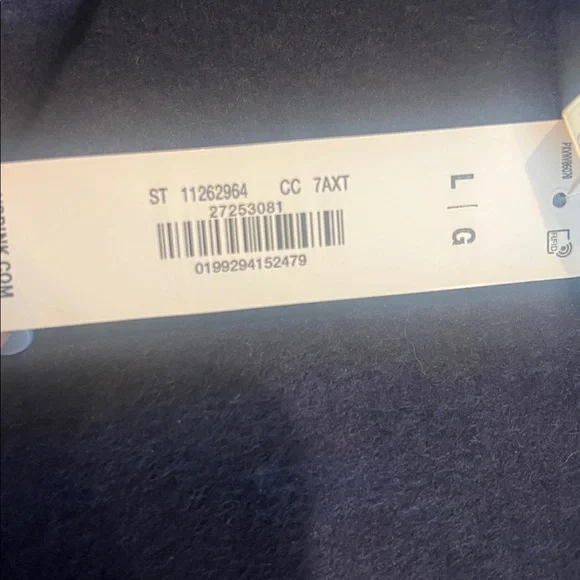 ST 11262964 CC 7AXT
27253081
0199294152479
L | G
RFID